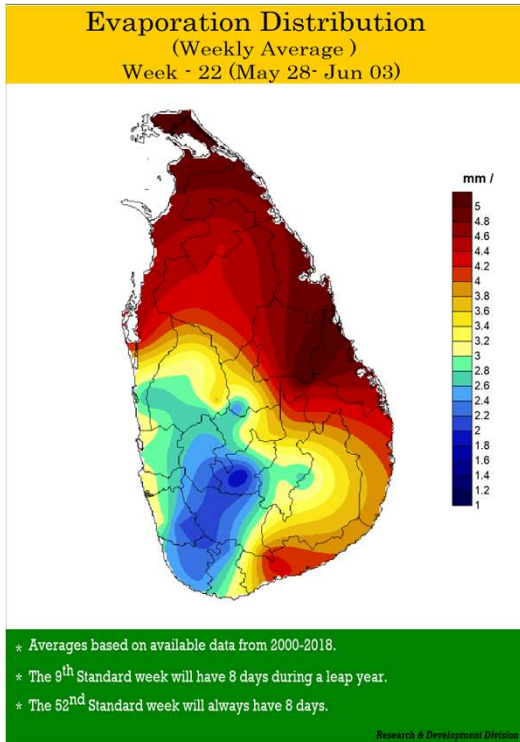 Evaporation Distribution
(Weekly Average )
Week - 22 (May 28- Jun 03)
mm /
5
4.8
4.6
4.4
4.2
4
3.8
3.6
3.4
3.2
3
2.8
2.6
2.4
2.2
2
1.8
1.6
1.4
1.2
1
* Averages based on available data from 2000-2018.
* The 9th Standard week will have 8 days during a leap year.
* The 52nd Standard week will always have 8 days.
Research & Development Division